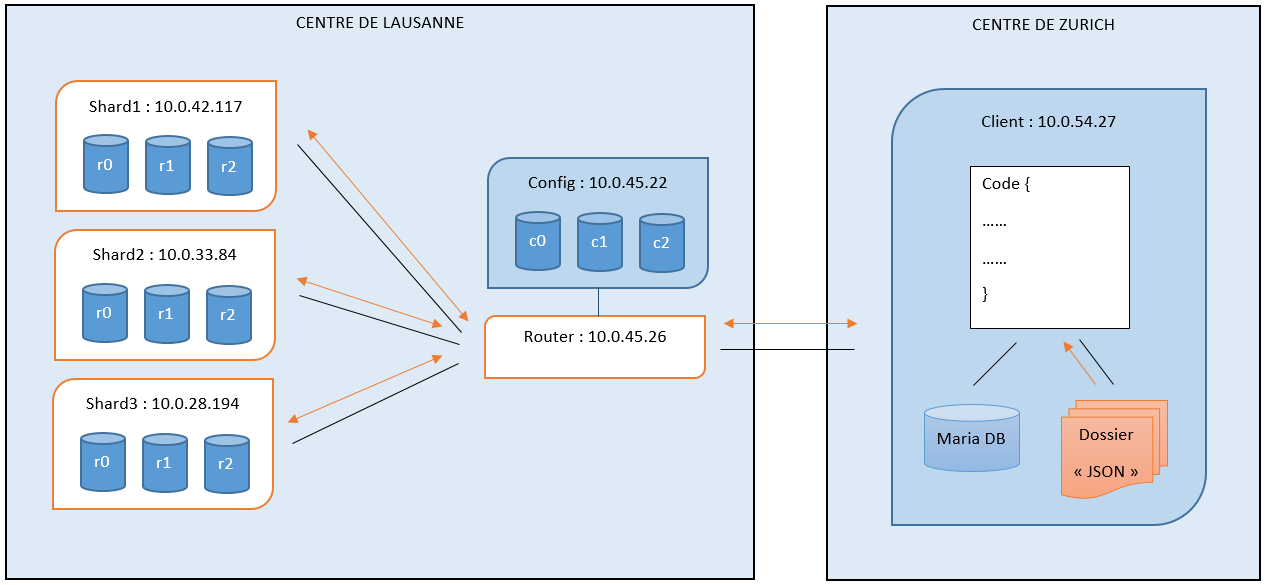 CENTRE DE LAUSANNE
Shard1 : 10.0.42.117
r0 r1 r2
Shard2 : 10.0.33.84
r0 r1 r2
Shard3 : 10.0.28.194
r0 r1 r2
Config : 10.0.45.22
c0 c1 c2
Router : 10.0.45.26
CENTRE DE ZURICH
Client : 10.0.54.27
Code {
......
......
}
Maria DB
Dossier
« JSON »